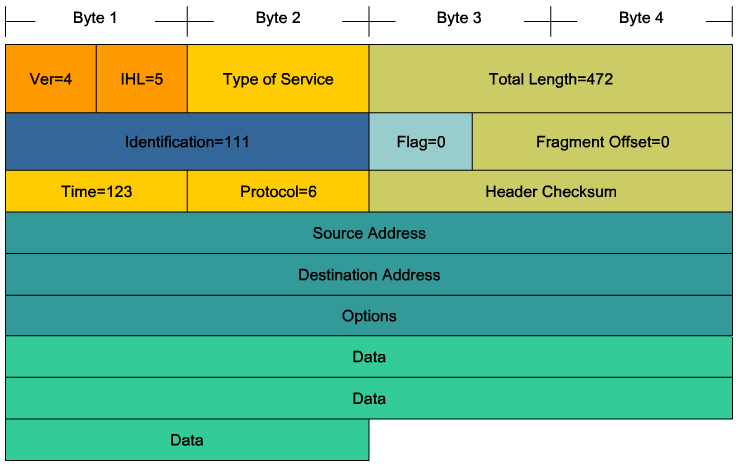 Byte 1 Byte 2 Byte 3 Byte 4
Ver=4 IHL=5 Type of Service Total Length=472
Identification=111 Flag=0 Fragment Offset=0
Time=123 Protocol=6 Header Checksum
Source Address
Destination Address
Options
Data
Data
Data